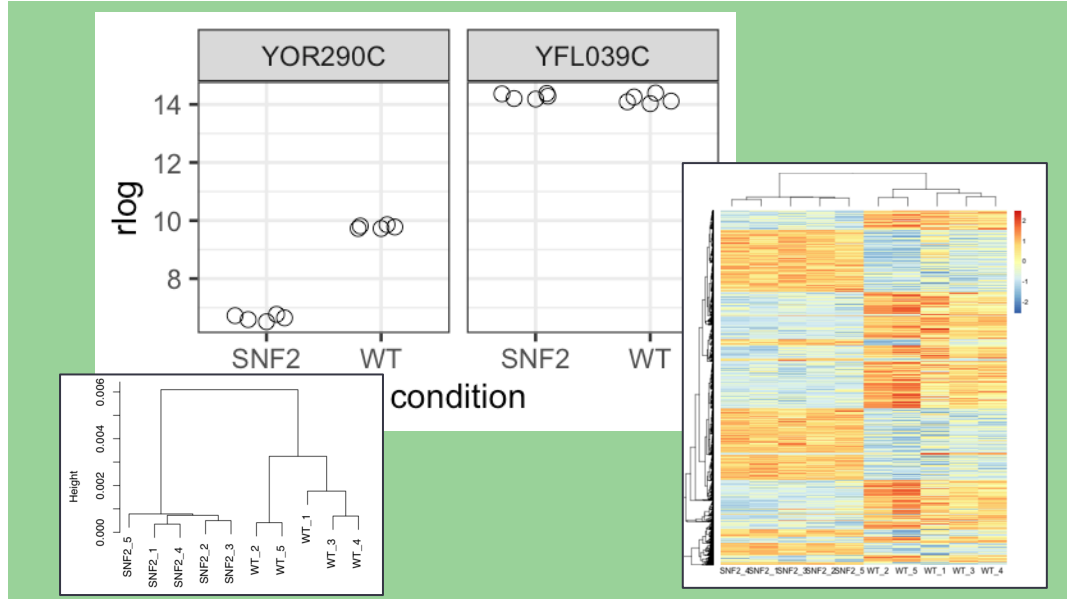 YOR290C YFL039C
14
12
10
8
rlog
SNF2 WT SNF2 WT
condition
0.006
0.004
0.002
0.000
Height
SNF2_5 SNF2_1 SNF2_4 SNF2_2 SNF2_3 WT_2 WT_5 WT_1 WT_3 WT_4
2
1
0
-1
-2
SNF2_4 SNF2_1 SNF2_3 SNF2_2 SNF2_5 WT_2 WT_5 WT_1 WT_3 WT_4